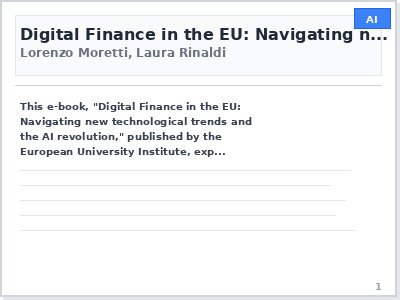 AI
Digital Finance in the EU: Navigating n...
Lorenzo Moretti, Laura Rinaldi
This e-book, "Digital Finance in the EU:
Navigating new technological trends and
the AI revolution," published by the
European University Institute, exp...
1